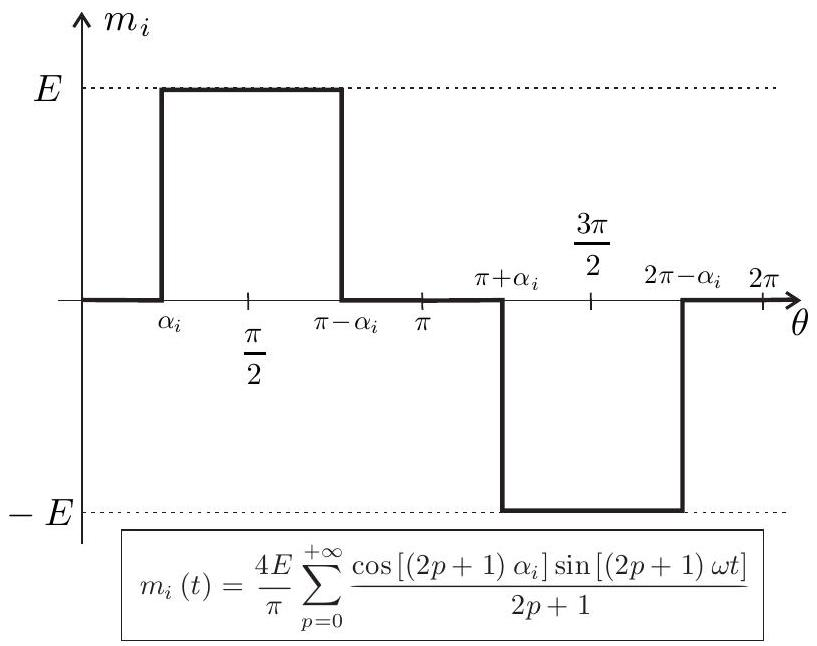 m_i
E
3π/2
π+α_i
2π−α_i
2π
α_i
π/2
π−α_i
π
θ
− E
m_i (t) = 4E/π ∑_{p=0}^{+∞} cos [(2p + 1) α_i] sin [(2p + 1) ωt] / 2p + 1